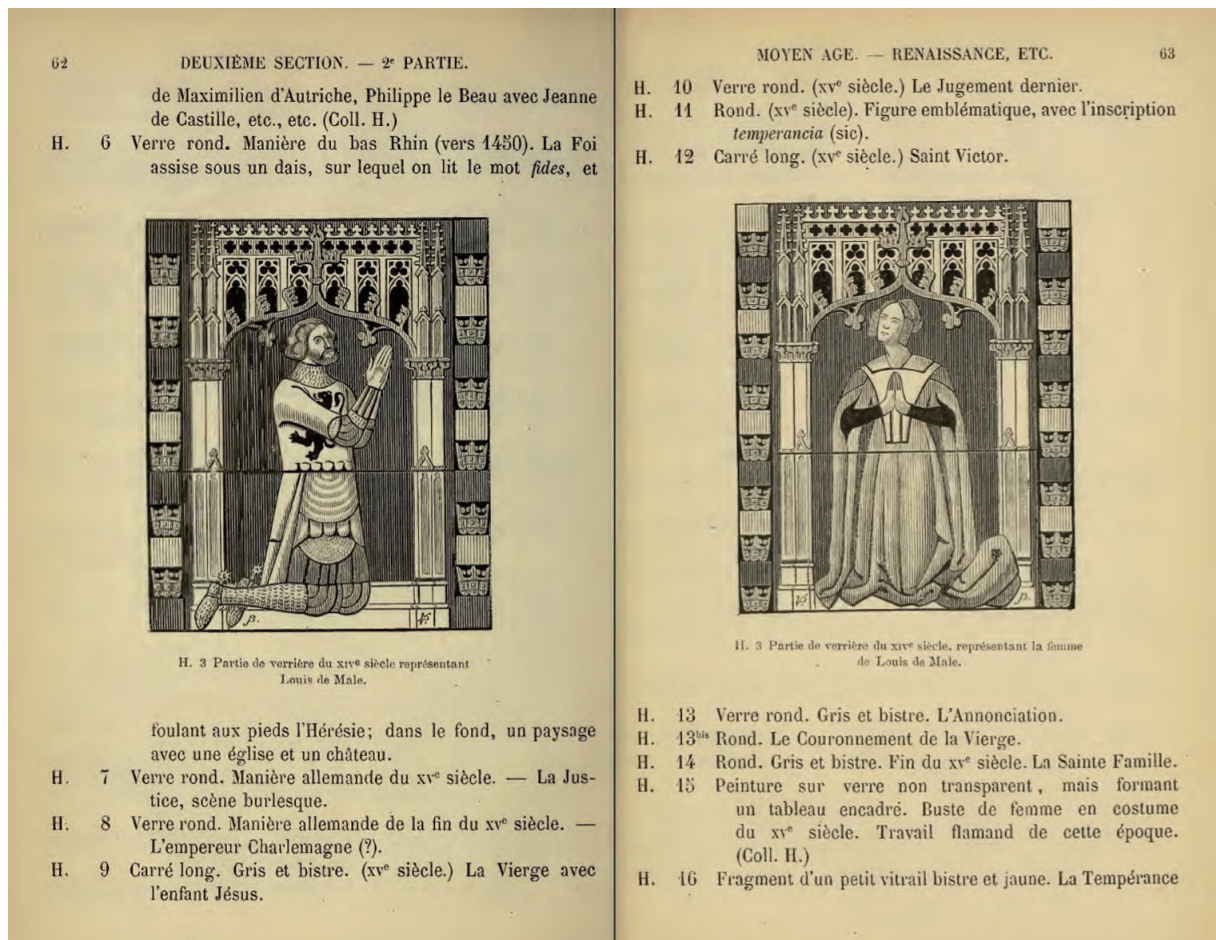 62 DEUXIÈME SECTION. — 2e PARTIE.
de Maximilien d'Autriche, Philippe le Beau avec Jeanne
de Castille, etc., etc. (Coll. H.)
H. 6 Verre rond. Manière du bas Rhin (vers 1450). La Foi
assise sous un dais, sur lequel on lit le mot fides, et
H. 3 Partie de verrière du XIVe siècle représentant
Louis de Male.
foulant aux pieds l'Hérésie; dans le fond, un paysage
avec une église et un château.
H. 7 Verre rond. Manière allemande du XVe siècle. — La Jus-
tice, scène burlesque.
H. 8 Verre rond. Manière allemande de la fin du XVe siècle. —
L'empereur Charlemagne (?).
H. 9 Carré long. Gris et bistre. (XVe siècle.) La Vierge avec
l'enfant Jésus.
MOYEN AGE. — RENAISSANCE, ETC. 63
H. 10 Verre rond. (XVe siècle.) Le Jugement dernier.
H. 11 Rond. (XVe siècle). Figure emblématique, avec l'inscription
temperancia (sic).
H. 12 Carré long. (XVe siècle.) Saint Victor.
H. 3 Partie de verrière du XIVe siècle, représentant la femme
de Louis de Male.
H. 13 Verre rond. Gris et bistre. L'Annonciation.
H. 13bis Rond. Le Couronnement de la Vierge.
H. 14 Rond. Gris et bistre. Fin du XVe siècle. La Sainte Famille.
H. 15 Peinture sur verre non transparent, mais formant
un tableau encadré. Buste de femme en costume
du XVe siècle. Travail flamand de cette époque.
(Coll. H.)
H. 16 Fragment d'un petit vitrail bistre et jaune. La Tempérance